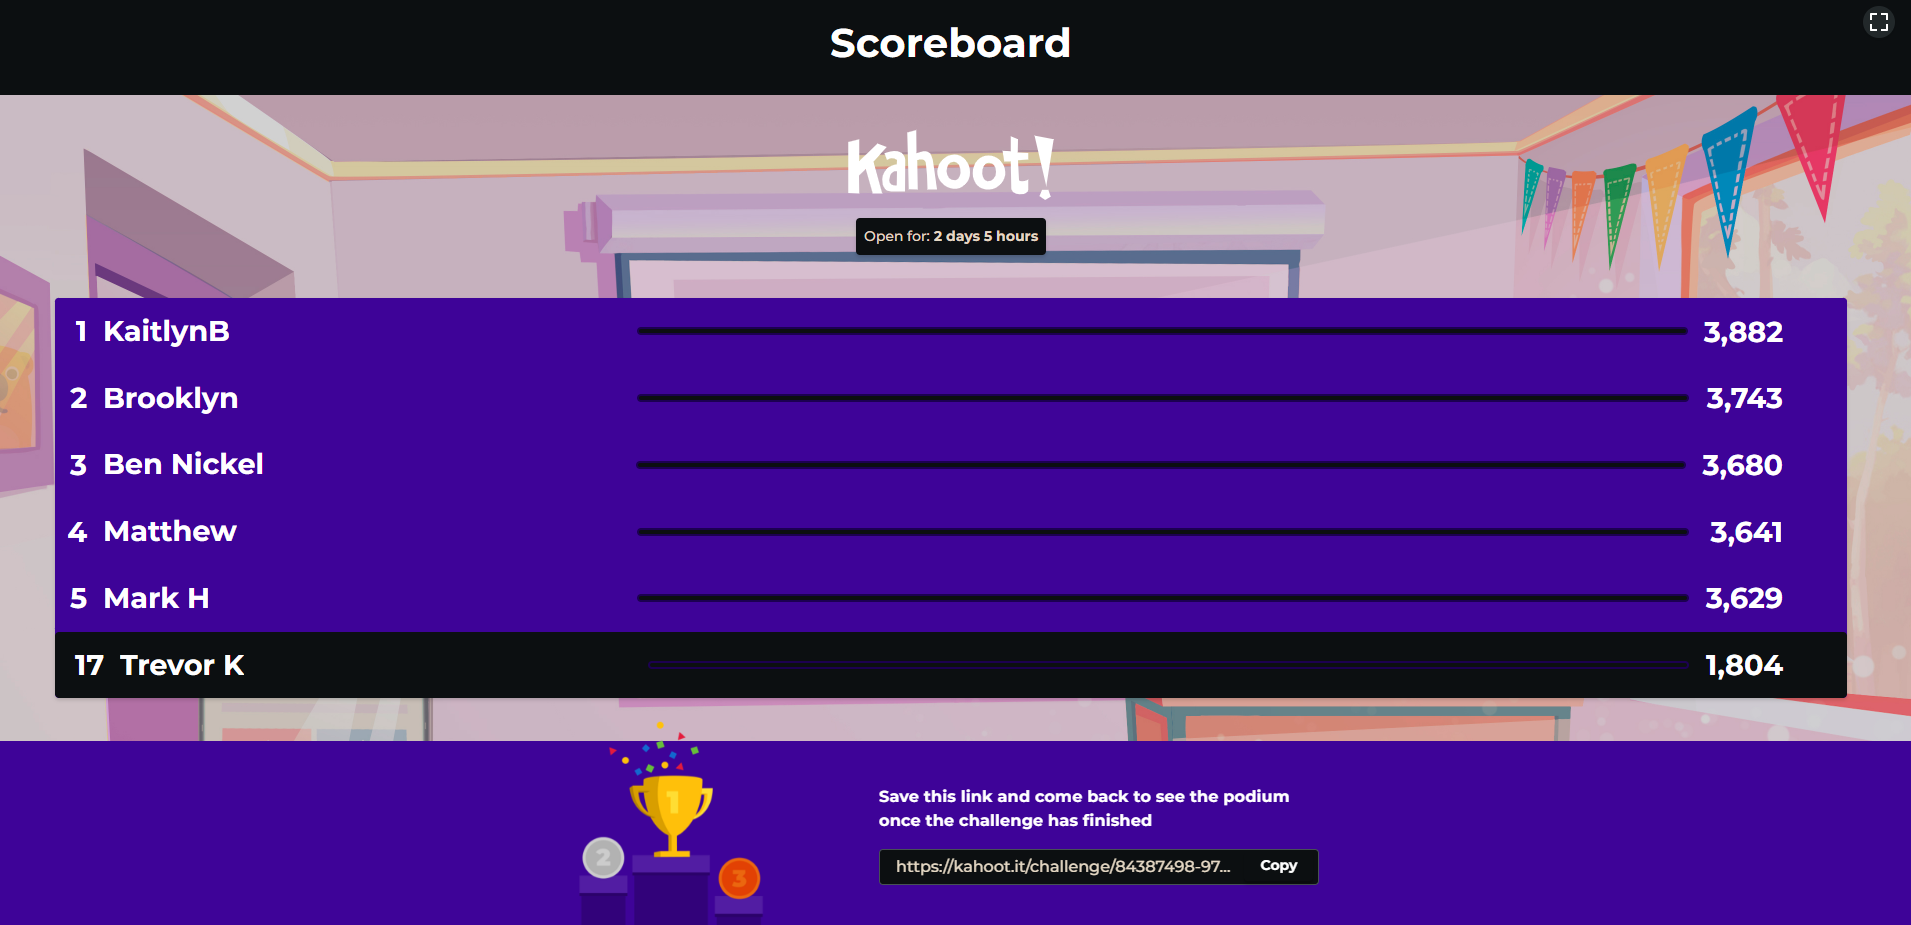 Scoreboard
Kahoot!
Open for: 2 days 5 hours
1 KaitlynB 3,882
2 Brooklyn 3,743
3 Ben Nickel 3,680
4 Matthew 3,641
5 Mark H 3,629
17 Trevor K 1,804
1
2
3
Save this link and come back to see the podium
once the challenge has finished
https://kahoot.it/challenge/84387498-97... Copy